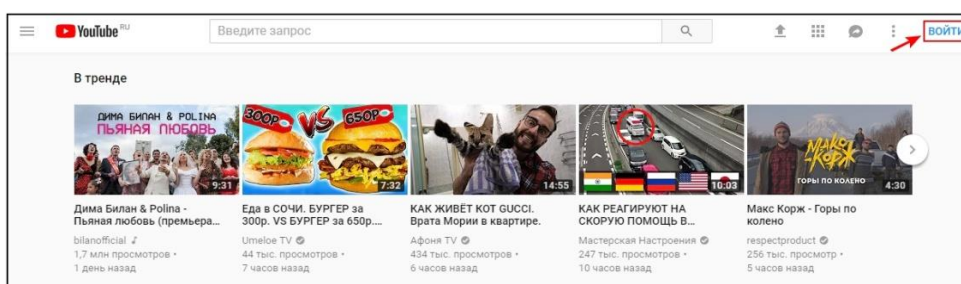 YouTube RU
Введите запрос
ВОЙТИ
В тренде
ДИМА БИЛАН & POLINA
ПЬЯНАЯ ЛЮБОВЬ
9:31
300Р VS 650Р
7:32
14:55
10:03
МАКС КОРЖ
ГОРЫ ПО КОЛЕНО
4:30
Дима Билан & Polina -
Пьяная любовь (премьера...
bilanofficial
1,7 млн просмотров •
1 день назад
Еда в СОЧИ. БУРГЕР за
300р. VS БУРГЕР за 650р....
Umeloe TV
44 тыс. просмотров •
7 часов назад
КАК ЖИВЁТ КОТ GUCCI.
Врата Мории в квартире.
Афоня TV
434 тыс. просмотров •
6 часов назад
КАК РЕАГИРУЮТ НА
СКОРУЮ ПОМОЩЬ В...
Мастерская Настроения
247 тыс. просмотров •
10 часов назад
Макс Корж - Горы по
колено
respectproduct
256 тыс. просмотр •
5 часов назад